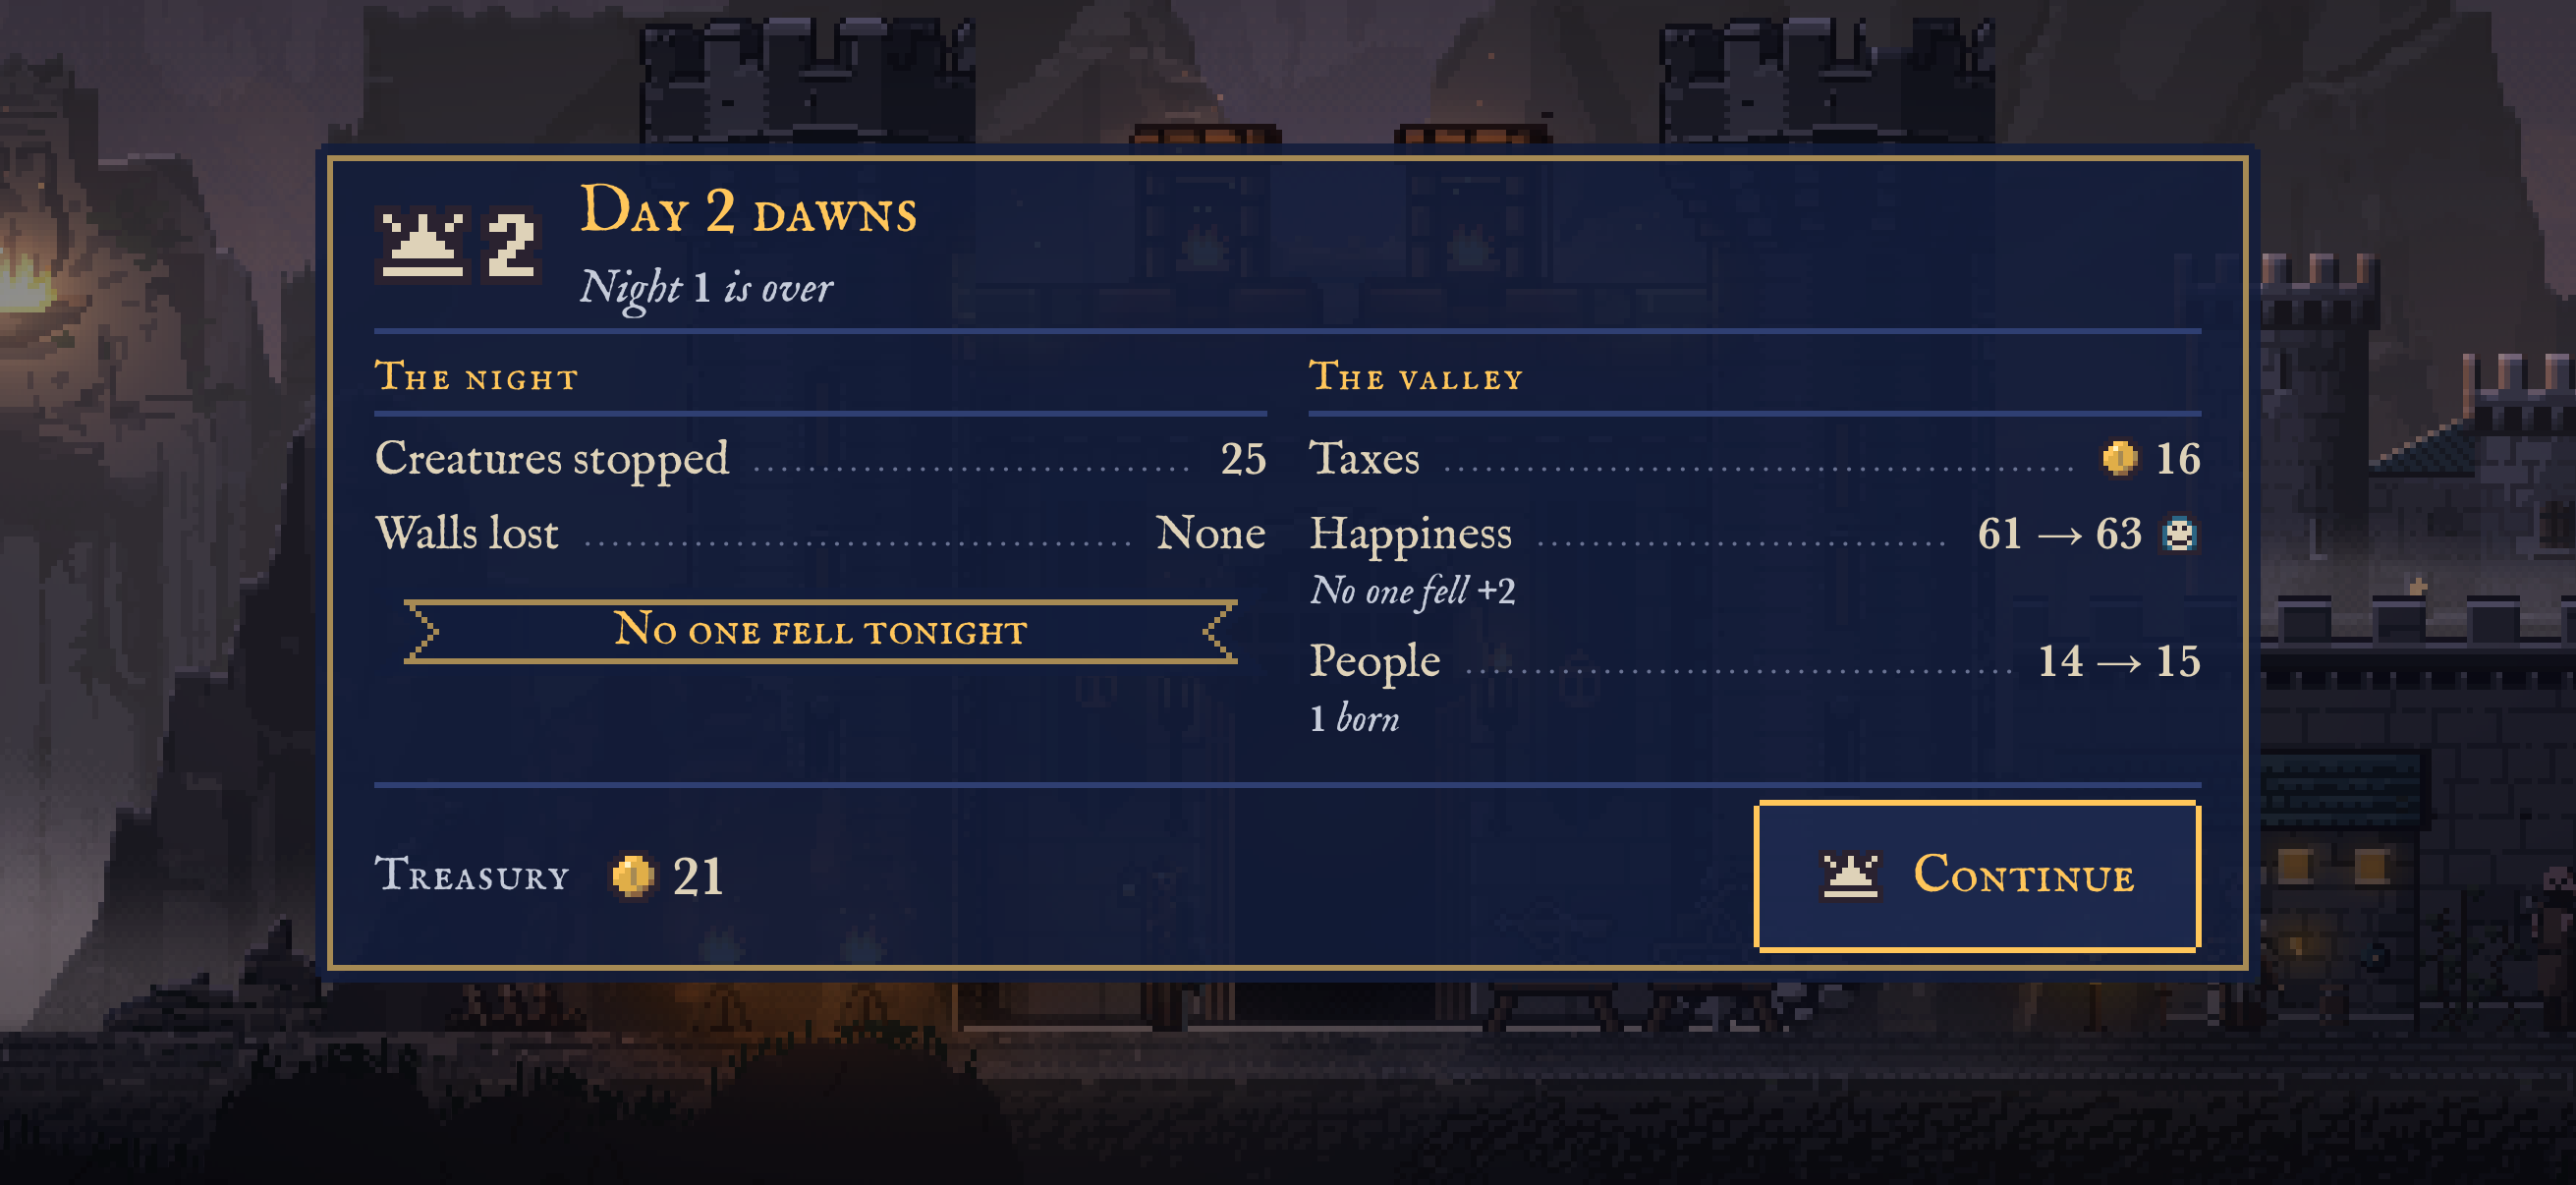 2
Day 2 dawns
Night 1 is over
The night
Creatures stopped 25
Walls lost None
No one fell tonight
The valley
Taxes 16
Happiness 61 → 63
No one fell +2
People 14 → 15
1 born
Treasury 21
Continue